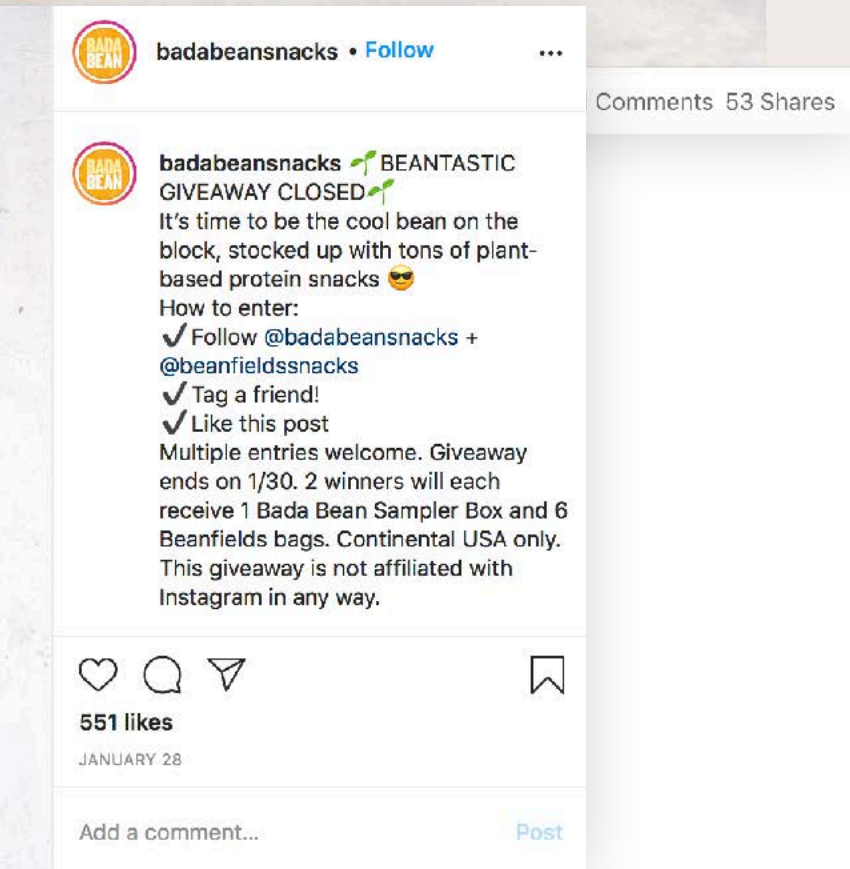 BADA
BEAN
badabeansnacks • Follow
Comments 53 Shares
BADA
BEAN
badabeansnacks 🌱BEANTASTIC
GIVEAWAY CLOSED🌱
It’s time to be the cool bean on the
block, stocked up with tons of plant-
based protein snacks 😎
How to enter:
✔️Follow @badabeansnacks +
@beanfieldssnacks
✔️Tag a friend!
✔️Like this post
Multiple entries welcome. Giveaway
ends on 1/30. 2 winners will each
receive 1 Bada Bean Sampler Box and 6
Beanfields bags. Continental USA only.
This giveaway is not affiliated with
Instagram in any way.
551 likes
JANUARY 28
Add a comment...
Post